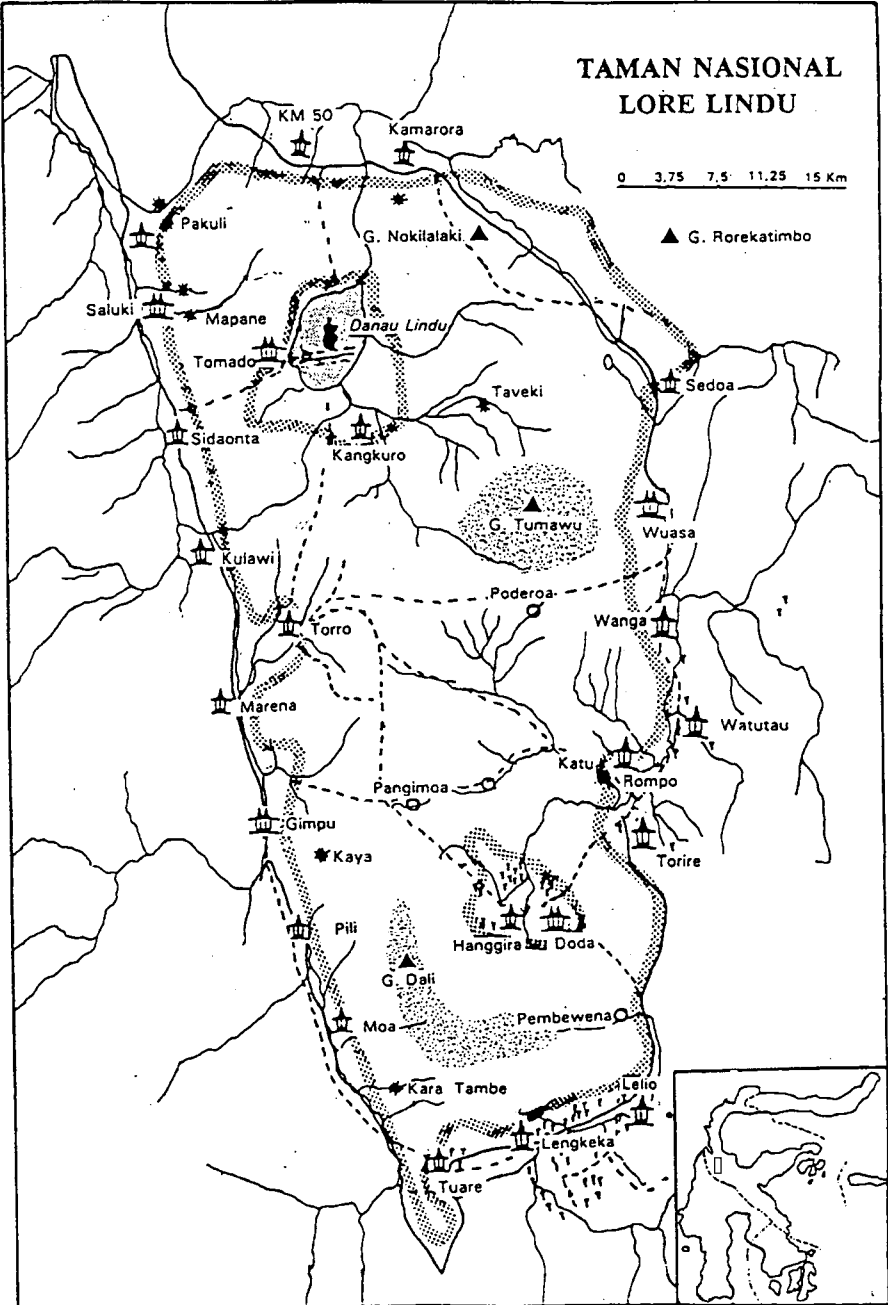 TAMAN NASIONAL
LORE LINDU
0 3.75 7.5 11.25 15 Km
KM 50
Kamarora
Pakuli
G. Nokilalaki
G. Rorekatimbo
Saluki
Mapane
Danau Lindu
Tomado
Sedoa
Taveki
Sidaonta
Kangkuro
G. Tumawu
Wuasa
Kulawi
Poderoa
Torro
Wanga
Marena
Watutau
Katu
Rompo
Pangimoa
Gimpu
Torire
Kaya
Pili
Hanggira
Doda
G. Dali
Moa
Pembewena
Kara Tambe
Lelio
Lengkeka
Tuare